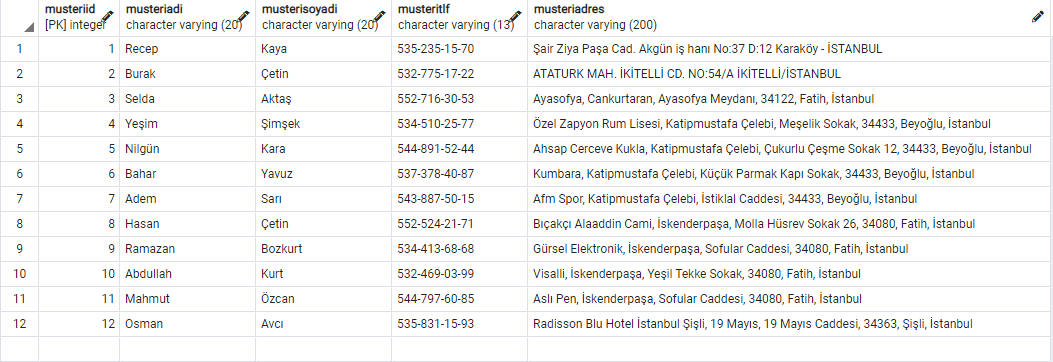 musteriid musteriadi musterisoyadi musteritlf musteriadres
[PK] integer character varying (20) character varying (20) character varying (13) character varying (200)
1 1 Recep Kaya 535-235-15-70 Şair Ziya Paşa Cad. Akgün iş hanı No:37 D:12 Karaköy - İSTANBUL
2 2 Burak Çetin 532-775-17-22 ATATURK MAH. İKİTELLİ CD. NO:54/A İKİTELLİ/İSTANBUL
3 3 Selda Aktaş 552-716-30-53 Ayasofya, Cankurtaran, Ayasofya Meydanı, 34122, Fatih, İstanbul
4 4 Yeşim Şimşek 534-510-25-77 Özel Zapyon Rum Lisesi, Katipmustafa Çelebi, Meşelik Sokak, 34433, Beyoğlu, İstanbul
5 5 Nilgün Kara 544-891-52-44 Ahsap Cerceve Kukla, Katipmustafa Çelebi, Çukurlu Çeşme Sokak 12, 34433, Beyoğlu, İstanbul
6 6 Bahar Yavuz 537-378-40-87 Kumbara, Katipmustafa Çelebi, Küçük Parmak Kapı Sokak, 34433, Beyoğlu, İstanbul
7 7 Adem Sarı 543-887-50-15 Afm Spor, Katipmustafa Çelebi, İstiklal Caddesi, 34433, Beyoğlu, İstanbul
8 8 Hasan Çetin 552-524-21-71 Bıçakçı Alaaddin Cami, İskenderpaşa, Molla Hüsrev Sokak 26, 34080, Fatih, İstanbul
9 9 Ramazan Bozkurt 534-413-68-68 Gürsel Elektronik, İskenderpaşa, Sofular Caddesi, 34080, Fatih, İstanbul
10 10 Abdullah Kurt 532-469-03-99 Visalli, İskenderpaşa, Yeşil Tekke Sokak, 34080, Fatih, İstanbul
11 11 Mahmut Özcan 544-797-60-85 Aslı Pen, İskenderpaşa, Sofular Caddesi, 34080, Fatih, İstanbul
12 12 Osman Avcı 535-831-15-93 Radisson Blu Hotel İstanbul Şişli, 19 Mayıs, 19 Mayıs Caddesi, 34363, Şişli, İstanbul